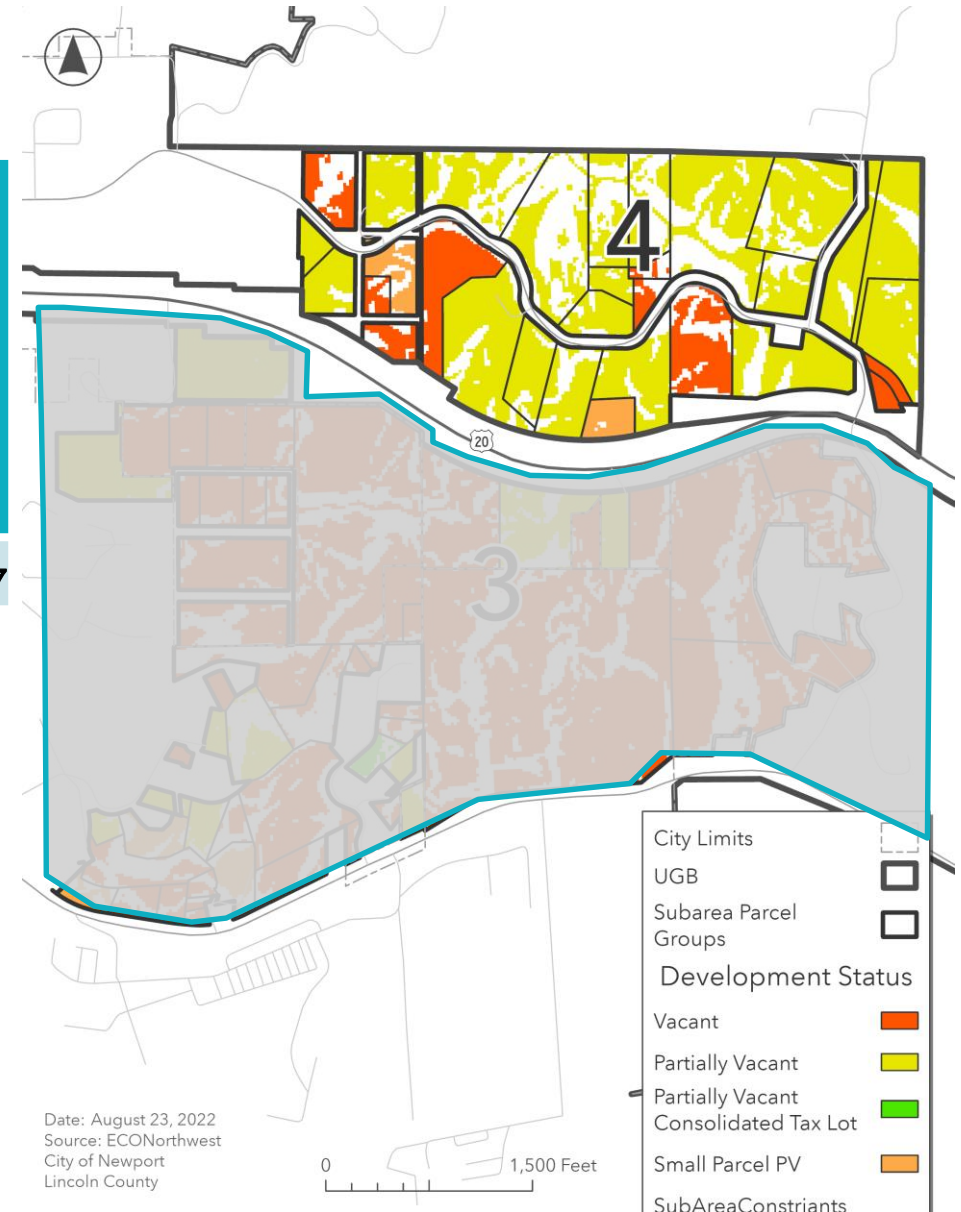 4
20
3
City Limits
UGB
Subarea Parcel
Groups
Development Status
Vacant
Partially Vacant
Partially Vacant
Consolidated Tax Lot
Small Parcel PV
SubAreaConstriants
Date: August 23, 2022
Source: ECONorthwest
City of Newport
Lincoln County
0 1,500 Feet